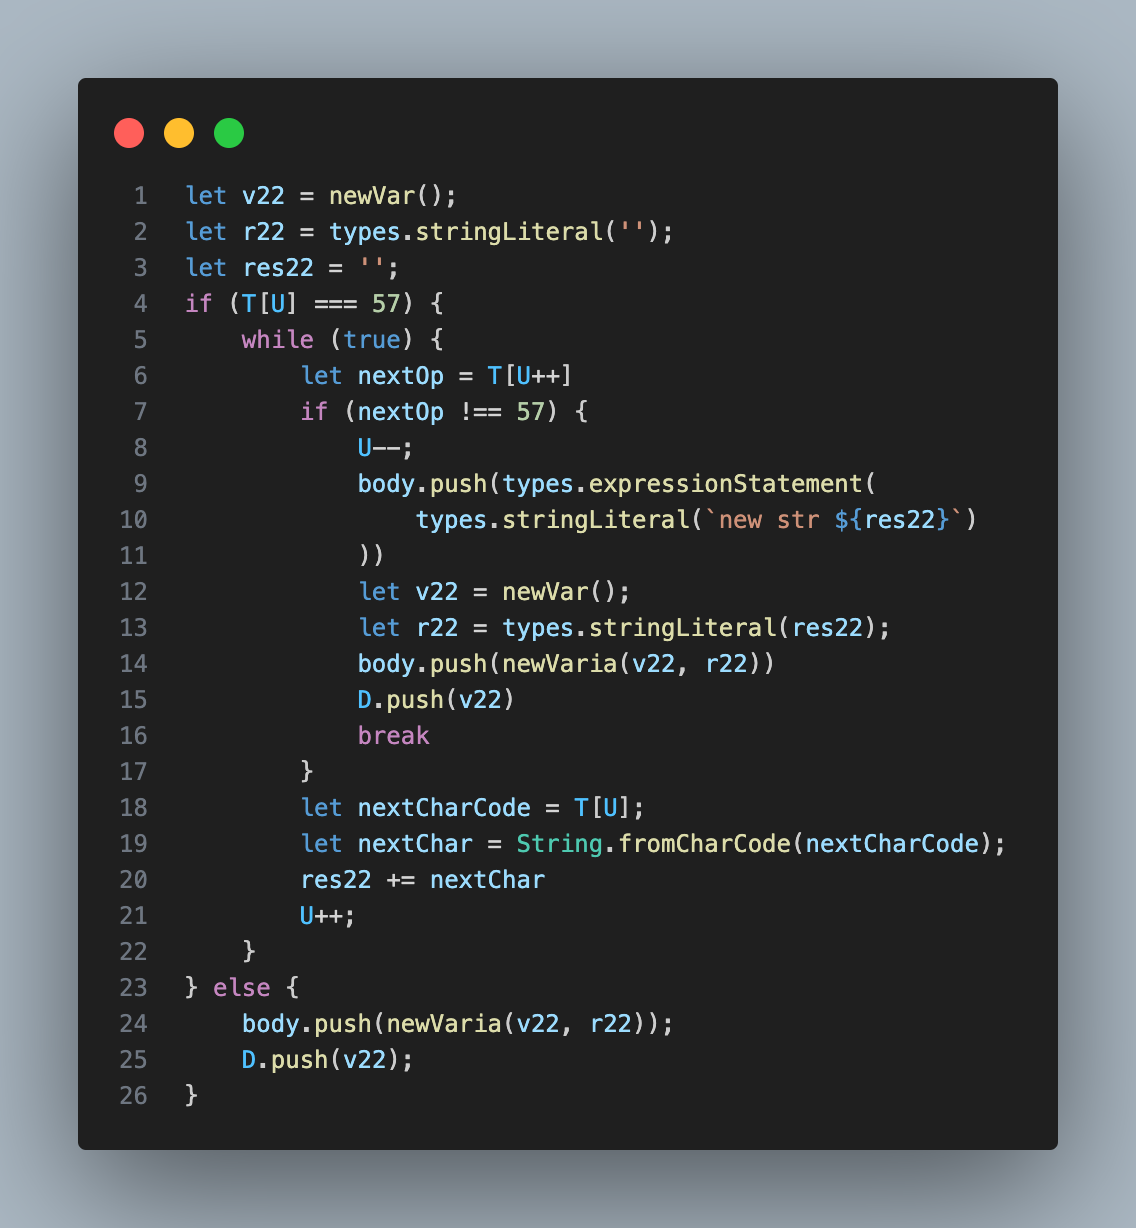 1 let v22 = newVar();
2 let r22 = types.stringLiteral('');
3 let res22 = '';
4 if (T[U] === 57) {
5     while (true) {
6         let nextOp = T[U++]
7         if (nextOp !== 57) {
8             U--;
9             body.push(types.expressionStatement(
10                 types.stringLiteral(`new str ${res22}`)
11             ))
12             let v22 = newVar();
13             let r22 = types.stringLiteral(res22);
14             body.push(newVaria(v22, r22))
15             D.push(v22)
16             break
17         }
18         let nextCharCode = T[U];
19         let nextChar = String.fromCharCode(nextCharCode);
20         res22 += nextChar
21         U++;
22     }
23 } else {
24     body.push(newVaria(v22, r22));
25     D.push(v22);
26 }